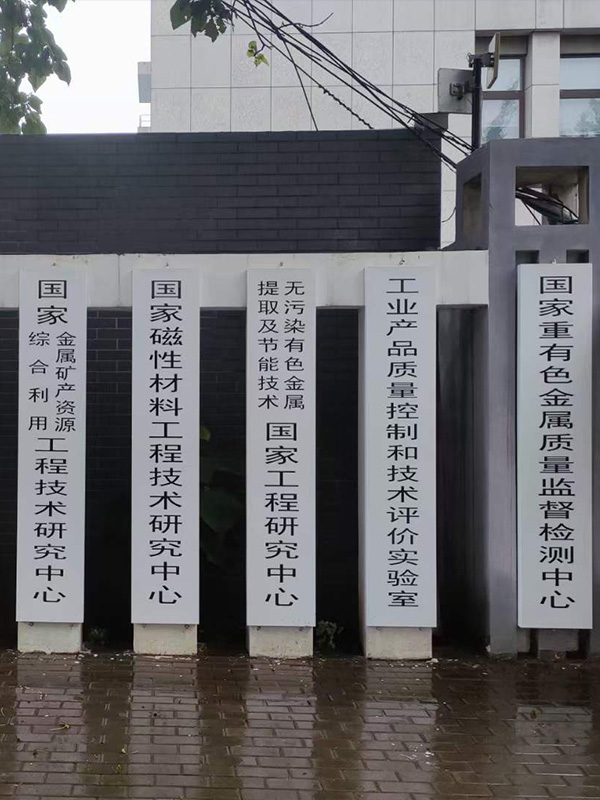 国家
金属矿产资源
综合利用
工程技术研究中心
国家磁性材料工程技术研究中心
无污染有色金属
提取及节能技术
国家工程研究中心
工业产品质量控制和技术评价实验室
国家重有色金属质量监督检测中心